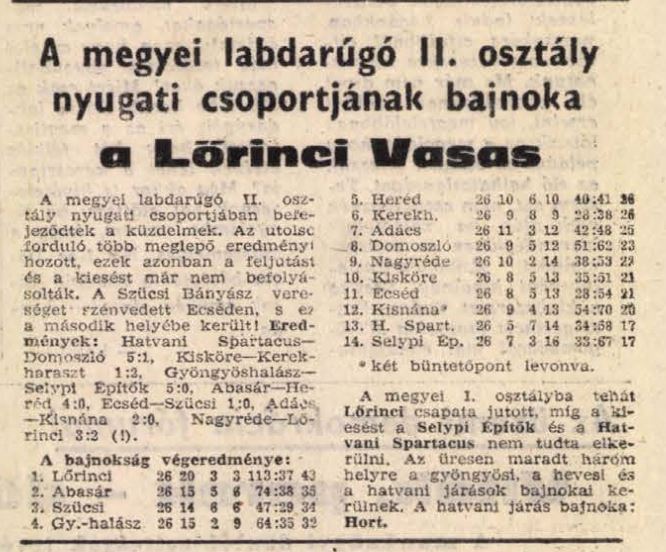 A megyei labdarúgó II. osztály
nyugati csoportjának bajnoka
a Lőrinci Vasas
A megyei labdarúgó II. osz-
tály nyugati csoportjában befe-
jeződtek a küzdelmek. Az utolsó
forduló több meglepő eredményt
hozott, ezek azonban a feljutást
és a kiesést már nem befolyá-
solták. A Szücsi Bányász vere-
séget szenvedett Ecséden, s ez
a második helyébe került! Ered-
mények: Hatvani Spartacus—
Domoszló 5:1, Kisköre—Kerek-
haraszt 1:3, Gyöngyöshalász—
Selypi Építők 5:0, Abasár—He-
réd 4:0, Ecséd—Szücsi 1:0, Adács
—Kisnána 2:0, Nagyréde—Lő-
rinci 3:2 (!).
A bajnokság végeredménye:
1. Lőrinci 26 20 3 3 113:37 43
2. Abasár 26 15 5 6 74:38 35
3. Szücsi 26 14 6 6 47:29 34
4. Gy.-halász 26 15 2 9 64:35 32
5. Heréd 26 10 6 10 40:41 26
6. Kerekh. 26 9 8 9 38 26
7. Adács 26 11 3 12 42:48 25
8. Domoszló 26 9 5 12 51:62 23
9. Nagyréde 26 10 2 14 38:53 22
10. Kisköre 26 8 5 13 35:51 21
11. Ecséd 26 8 5 13 28:54 21
12. Kisnána* 26 9 4 13 54:70 20
13. H. Spart. 26 5 7 14 34:58 17
14. Selypi Ép. 26 7 3 16 33:67 17
* két büntetőpont levonva.
A megyei I. osztályba tehát
Lőrinci csapata jutott, míg a ki-
esést a Selypi Építők és a Hat-
vani Spartacus nem tudta elke-
rülni. Az üresen maradt három
helyre a gyöngyösi, a hevesi és
a hatvani járások bajnokai ke-
rülnek. A hatvani járás bajnoka:
Hort.